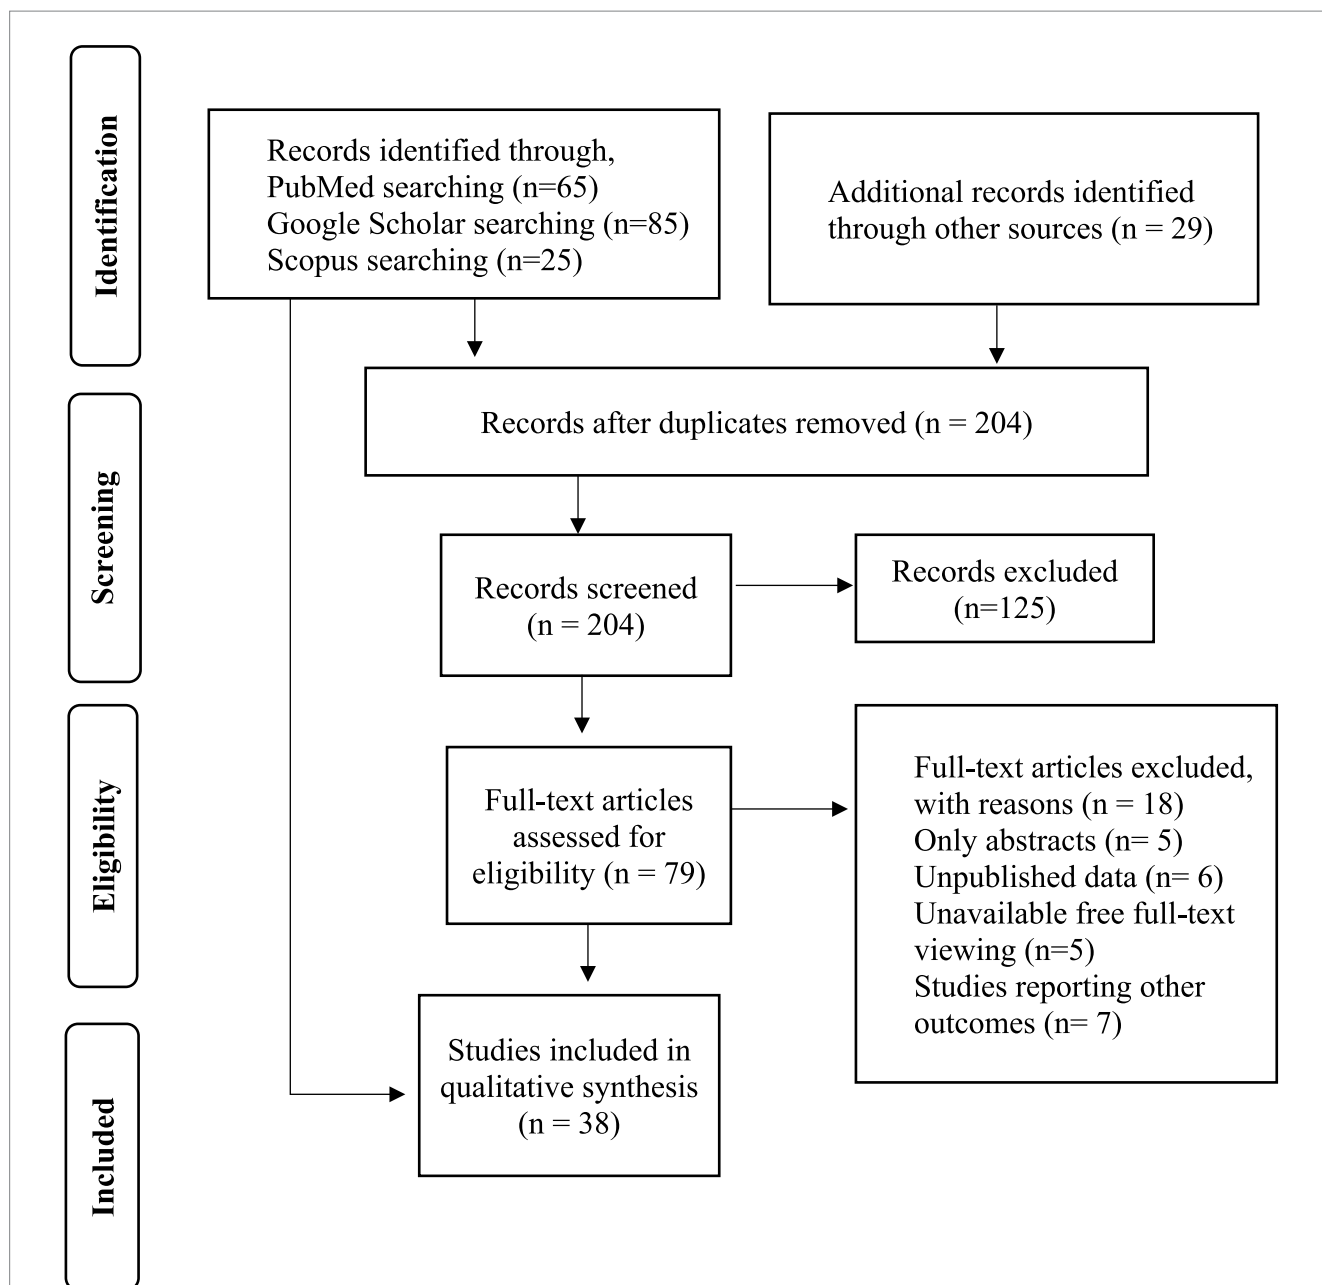 Identification
Records identified through,
PubMed searching (n=65)
Google Scholar searching (n=85)
Scopus searching (n=25)
Additional records identified
through other sources (n = 29)
Records after duplicates removed (n = 204)
Screening
Records screened
(n = 204)
Records excluded
(n=125)
Eligibility
Full-text articles
assessed for
eligibility (n = 79)
Full-text articles excluded,
with reasons (n = 18)
Only abstracts (n= 5)
Unpublished data (n= 6)
Unavailable free full-text
viewing (n=5)
Studies reporting other
outcomes (n= 7)
Included
Studies included in
qualitative synthesis
(n = 38)